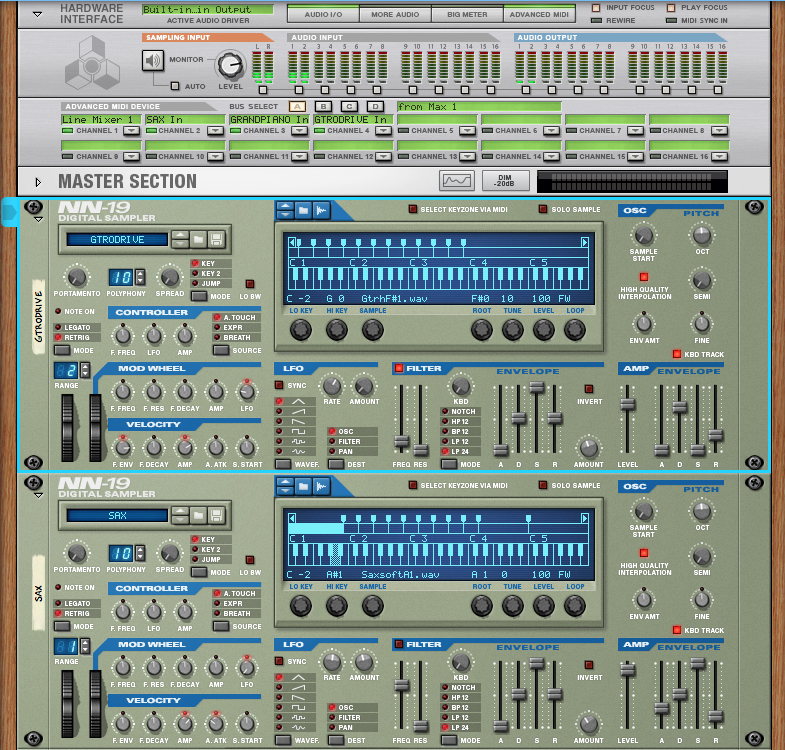 HARDWARE INTERFACE
Built-in…in Output
ACTIVE AUDIO DRIVER
AUDIO I/O MORE AUDIO BIG METER ADVANCED MIDI
INPUT FOCUS PLAY FOCUS
REWIRE MIDI SYNC IN
SAMPLING INPUT AUDIO INPUT AUDIO OUTPUT
L R 1 2 3 4 5 6 7 8 9 10 11 12 13 14 15 16 1 2 3 4 5 6 7 8 9 10 11 12 13 14 15 16
MONITOR
AUTO LEVEL
ADVANCED MIDI DEVICE BUS SELECT A B C D from Max 1
Line Mixer 1 SAX In GRANDPIANO In GTRODRIVE In
CHANNEL 1 CHANNEL 2 CHANNEL 3 CHANNEL 4 CHANNEL 5 CHANNEL 6 CHANNEL 7 CHANNEL 8
CHANNEL 9 CHANNEL 10 CHANNEL 11 CHANNEL 12 CHANNEL 13 CHANNEL 14 CHANNEL 15 CHANNEL 16
MASTER SECTION
DIM -20dB
NN-19
DIGITAL SAMPLER
SELECT KEYZONE VIA MIDI SOLO SAMPLE
OSC PITCH
GTRODRIVE
C 1 C 2 C 3 C 4 C 5
C -2 G 0 GtrhF#1.wav F#0 10 100 FW
LO KEY HI KEY SAMPLE ROOT TUNE LEVEL LOOP
PORTAMENTO POLYPHONY SPREAD
10
KEY
KEY 2
JUMP
MODE LO BW
SAMPLE START OCT
HIGH QUALITY INTERPOLATION SEMI
ENV AMT FINE
KBD TRACK
GTRODRIVE
NOTE ON
LEGATO
RETRIG
MODE
CONTROLLER
F. FREQ LFO AMP
A. TOUCH
EXPR
BREATH
SOURCE
2
RANGE
MOD WHEEL
F. FREQ F. RES F. DECAY AMP LFO
VELOCITY
F. ENV F. DECAY AMP A. ATK S. START
LFO
SYNC RATE AMOUNT
OSC
FILTER
PAN
WAVEF. DEST
FILTER ENVELOPE
KBD
NOTCH
HP 12
BP 12
LP 12
LP 24
FREQ RES MODE A D S R
INVERT
AMOUNT
AMP ENVELOPE
LEVEL A D S R
NN-19
DIGITAL SAMPLER
SELECT KEYZONE VIA MIDI SOLO SAMPLE
OSC PITCH
SAX
C 1 C 2 C 3 C 4 C 5
C -2 A#1 SaxsoftA1.wav A 1 0 100 FW
LO KEY HI KEY SAMPLE ROOT TUNE LEVEL LOOP
PORTAMENTO POLYPHONY SPREAD
10
KEY
KEY 2
JUMP
MODE LO BW
SAMPLE START OCT
HIGH QUALITY INTERPOLATION SEMI
ENV AMT FINE
KBD TRACK
SAX
NOTE ON
LEGATO
RETRIG
MODE
CONTROLLER
F. FREQ LFO AMP
A. TOUCH
EXPR
BREATH
SOURCE
1
RANGE
MOD WHEEL
F. FREQ F. RES F. DECAY AMP LFO
VELOCITY
F. ENV F. DECAY AMP A. ATK S. START
LFO
SYNC RATE AMOUNT
OSC
FILTER
PAN
WAVEF. DEST
FILTER ENVELOPE
KBD
NOTCH
HP 12
BP 12
LP 12
LP 24
FREQ RES MODE A D S R
INVERT
AMOUNT
AMP ENVELOPE
LEVEL A D S R